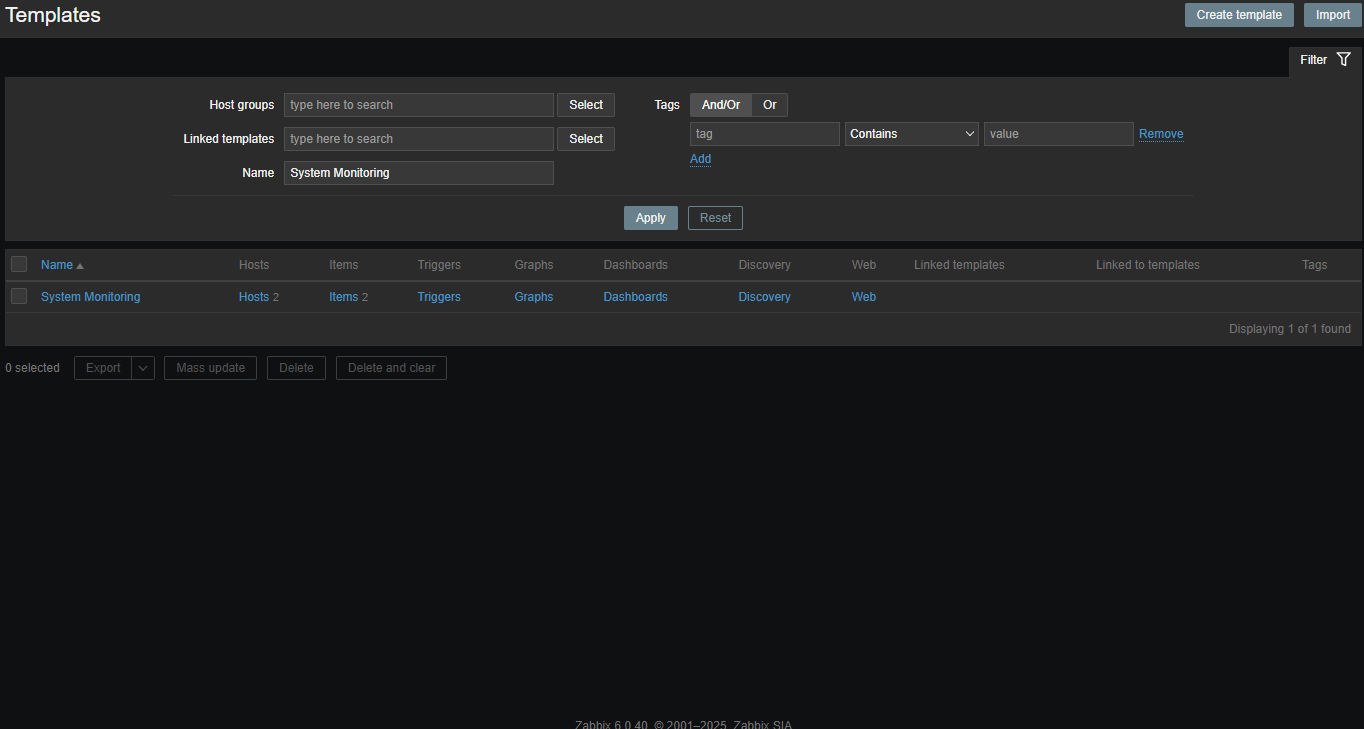 Templates Create template Import
Filter
Host groups type here to search Select Tags And/Or Or
tag Contains value Remove
Linked templates type here to search Select
Add
Name System Monitoring
Apply Reset
Name Hosts Items Triggers Graphs Dashboards Discovery Web Linked templates Linked to templates Tags
System Monitoring Hosts 2 Items 2 Triggers Graphs Dashboards Discovery Web
Displaying 1 of 1 found
0 selected Export Mass update Delete Delete and clear
Zabbix 6.0.40. © 2001–2025, Zabbix SIA